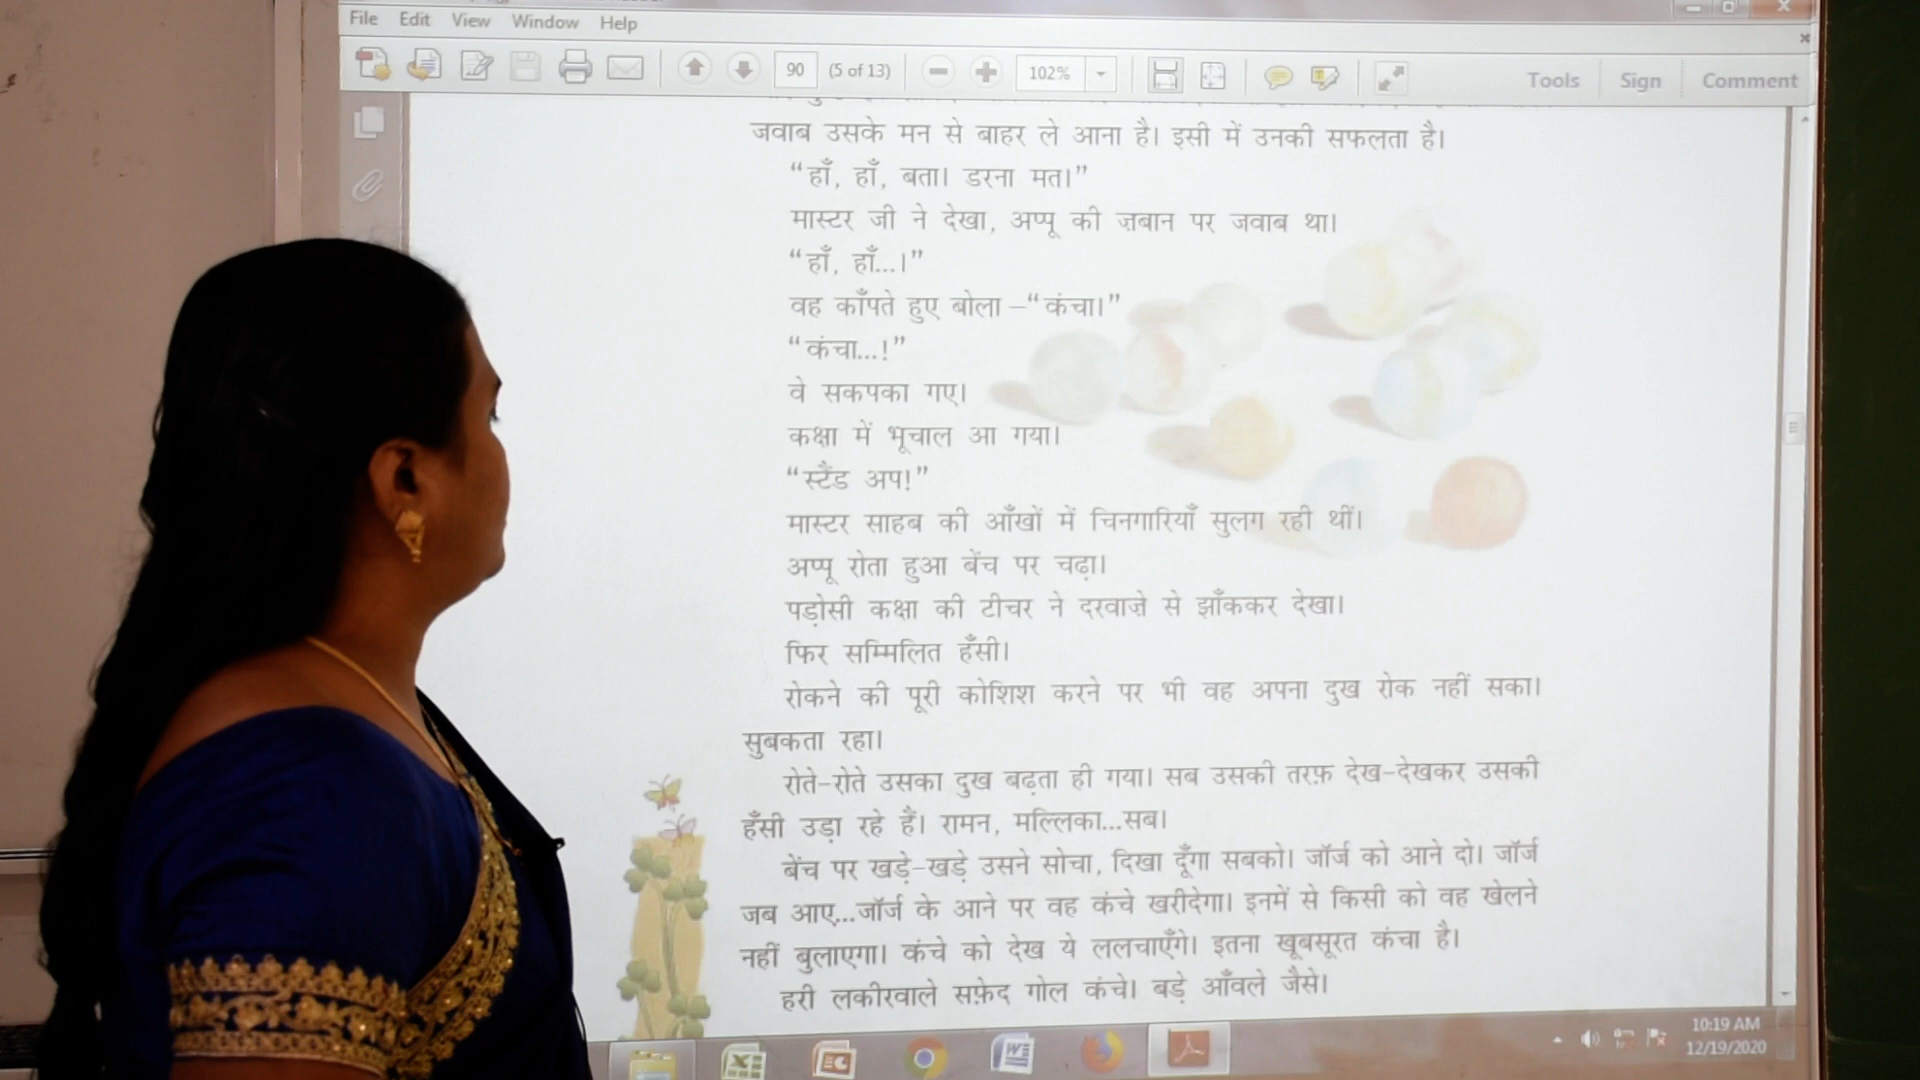 File Edit View Window Help
90 (5 of 13) 102% Tools Sign Comment
जवाब उसके मन से बाहर ले आना है। इसी में उनकी सफलता है।
“हाँ, हाँ, बता। डरना मत।”
मास्टर जी ने देखा, अप्पू की ज़बान पर जवाब था।
“हाँ, हाँ...।”
वह काँपते हुए बोला–“कंचा।”
“कंचा...!”
वे सकपका गए।
कक्षा में भूचाल आ गया।
“स्टैंड अप!”
मास्टर साहब की आँखों में चिनगारियाँ सुलग रही थीं।
अप्पू रोता हुआ बेंच पर चढ़ा।
पड़ोसी कक्षा की टीचर ने दरवाज़े से झाँककर देखा।
फिर सम्मिलित हँसी।
रोकने की पूरी कोशिश करने पर भी वह अपना दुख रोक नहीं सका।
सुबकता रहा।
रोते-रोते उसका दुख बढ़ता ही गया। सब उसकी तरफ़ देख-देखकर उसकी
हँसी उड़ा रहे हैं। रामन, मल्लिका...सब।
बेंच पर खड़े-खड़े उसने सोचा, दिखा दूँगा सबको। जॉर्ज को आने दो। जॉर्ज
जब आए...जॉर्ज के आने पर वह कंचे खरीदेगा। इनमें से किसी को वह खेलने
नहीं बुलाएगा। कंचे को देख ये ललचाएँगे। इतना खूबसूरत कंचा है।
हरी लकीरवाले सफ़ेद गोल कंचे। बड़े आँवले जैसे।
10:19 AM
12/19/2020